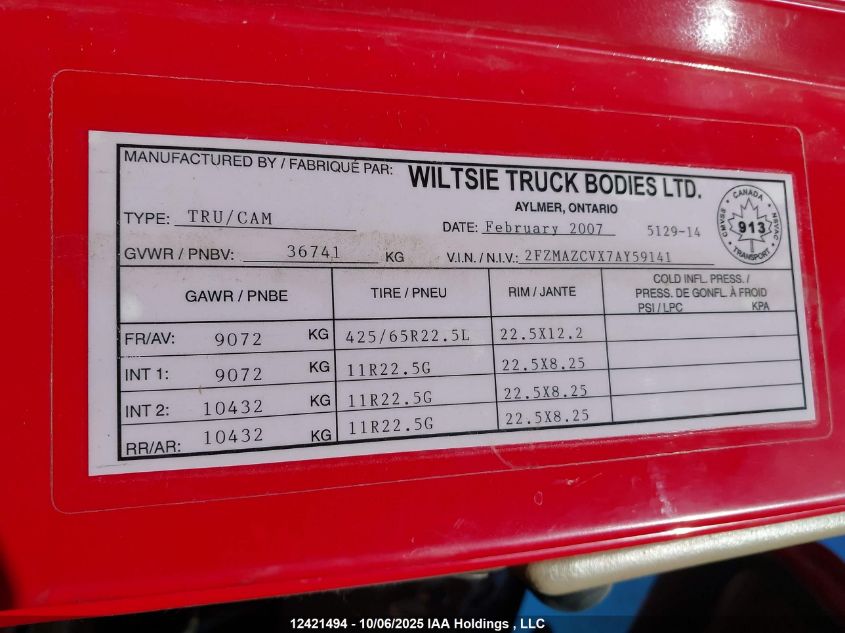 MANUFACTURED BY / FABRIQUÉ PAR: WILTSIE TRUCK BODIES LTD.
AYLMER, ONTARIO
TYPE: TRU/CAM DATE: February 2007 5129-14
GVWR / PNBV: 36741 KG V.I.N. / N.I.V.: 2FZMAZCVX7AY59141
CANADA
CMVSS 913 NSVAC
TRANSPORT
GAWR / PNBE TIRE / PNEU RIM / JANTE COLD INFL. PRESS. / PRESS. DE GONFL. À FROID
PSI / LPC KPA
FR/AV: 9072 KG 425/65R22.5L 22.5X12.2
INT 1: 9072 KG 11R22.5G 22.5X8.25
INT 2: 10432 KG 11R22.5G 22.5X8.25
RR/AR: 10432 KG 11R22.5G 22.5X8.25
12421494 - 10/06/2025 IAA Holdings , LLC